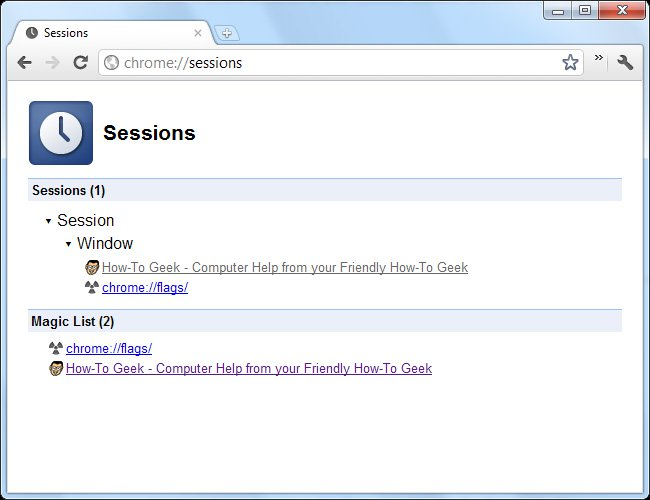 Sessions
chrome://sessions
Sessions
Sessions (1)
Session
Window
How-To Geek - Computer Help from your Friendly How-To Geek
chrome://flags/
Magic List (2)
chrome://flags/
How-To Geek - Computer Help from your Friendly How-To Geek